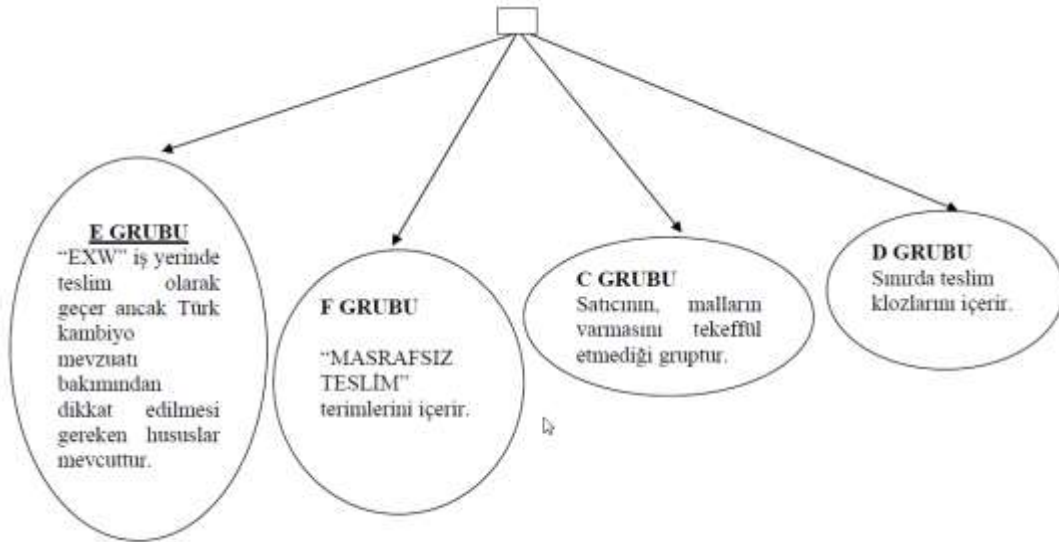 E GRUBU
“EXW” iş yerinde
teslim olarak
geçer ancak Türk
kambiyo
mevzuatı
bakımından
dikkat edilmesi
gereken hususlar
mevcuttur.
F GRUBU
“MASRAFSIZ
TESLİM”
terimlerini içerir.
C GRUBU
Satıcının, malların
varmasını tekeffül
etmediği gruptur.
D GRUBU
Sınırda teslim
klozlarını içerir.